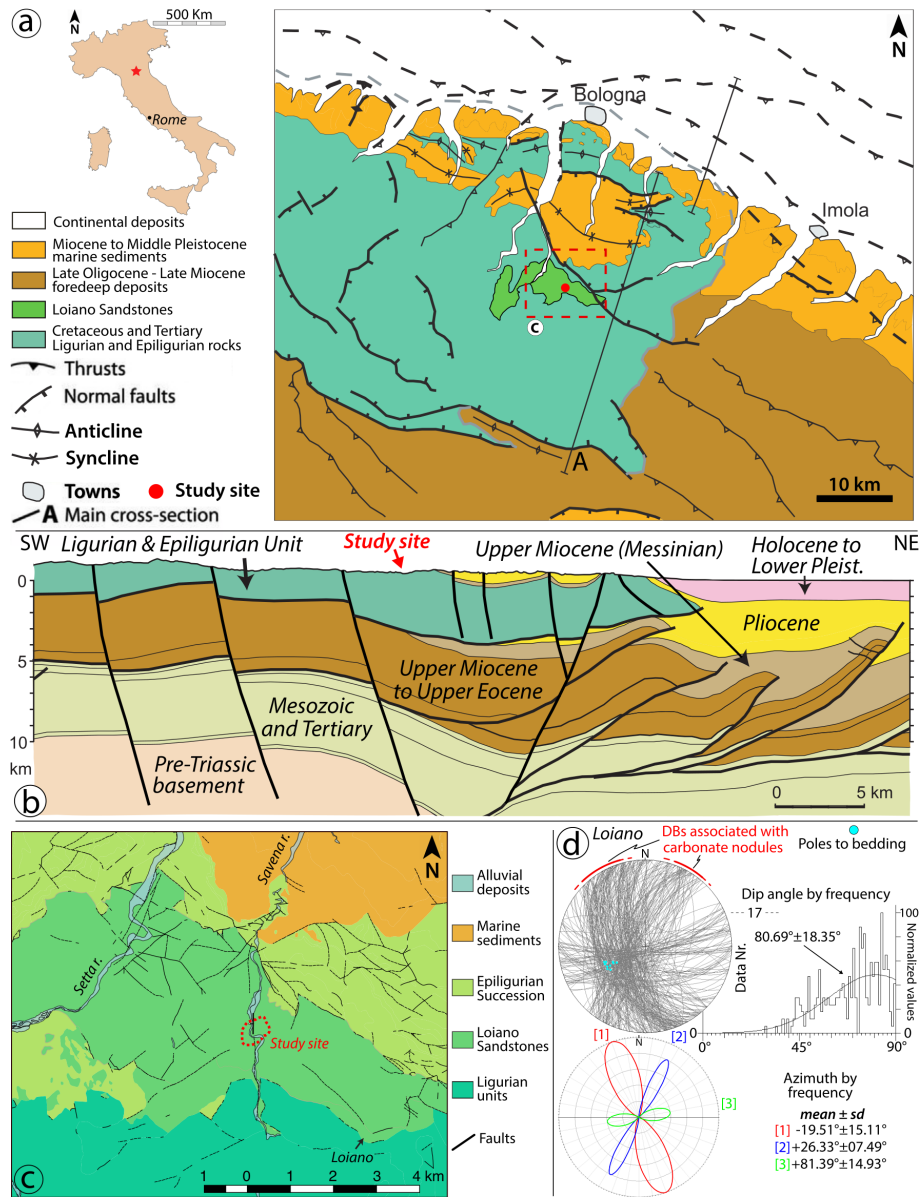 a
N
500 Km
Rome
Continental deposits
Miocene to Middle Pleistocene
marine sediments
Late Oligocene - Late Miocene
foredeep deposits
Loiano Sandstones
Cretaceous and Tertiary
Ligurian and Epiligurian rocks
Thrusts
Normal faults
Anticline
Syncline
Towns
Study site
A Main cross-section
N
Bologna
Imola
c
A
10 km
SW
Ligurian & Epiligurian Unit
Study site
Upper Miocene (Messinian)
Holocene to
Lower Pleist.
NE
0
5
10
km
Pliocene
Upper Miocene
to Upper Eocene
Mesozoic
and Tertiary
Pre-Triassic
basement
0 5 km
b
N
Savena r.
Setta r.
Study site
Loiano
1 0 1 2 3 4 km
c
Alluvial
deposits
Marine
sediments
Epiligurian
Succession
Loiano
Sandstones
Ligurian
units
Faults
d
Loiano
N
DBs associated with
carbonate nodules
Poles to bedding
Dip angle by frequency
17
100
80.69°±18.35°
Data Nr.
Normalized values
0
0° 45° 90°
[1]
N
[2]
[3]
Azimuth by
frequency
mean ± sd
[1] -19.51°±15.11°
[2] +26.33°±07.49°
[3] +81.39°±14.93°